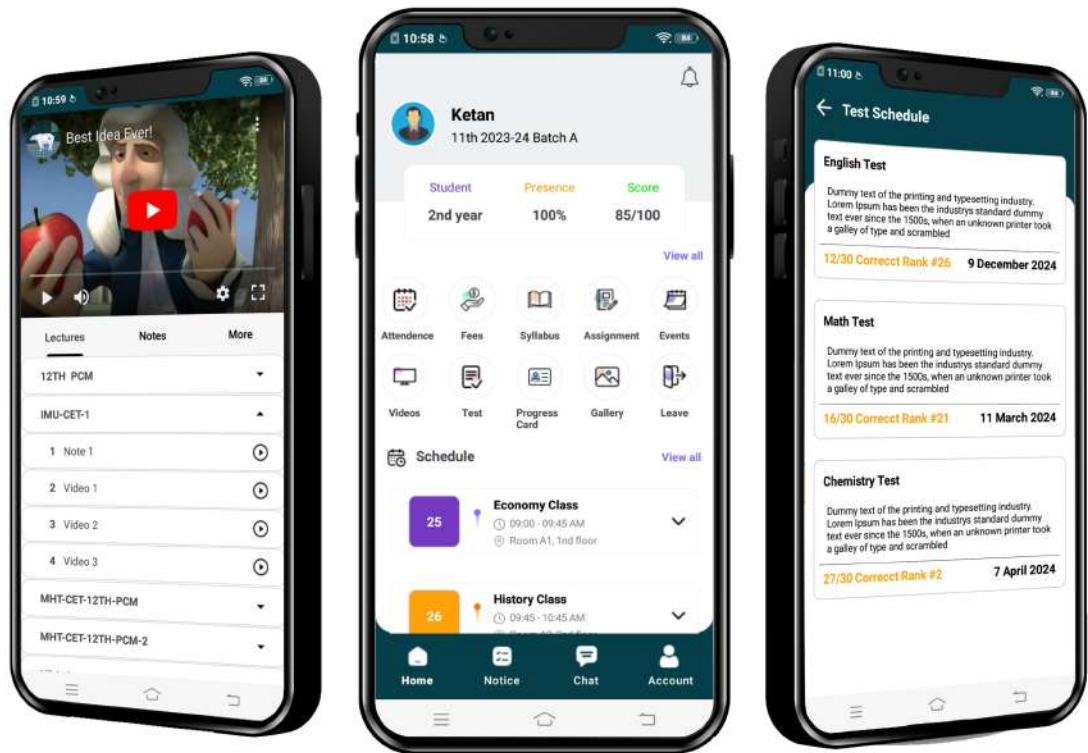 10:59
Best Idea Ever!
Lectures
Notes
More
12TH PCM
IMU-CET-1
1 Note 1
2 Video 1
3 Video 2
4 Video 3
MHT-CET-12TH-PCM
MHT-CET-12TH-PCM-2
10:58
84
Ketan
11th 2023-24 Batch A
Student
Presence
Score
2nd year
100%
85/100
View all
Attendence
Fees
Syllabus
Assignment
Events
Videos
Test
Progress
Card
Gallery
Leave
Schedule
View all
25
Economy Class
09:00 - 09:45 AM
Room A1, 1nd floor
26
History Class
09:45 - 10:45 AM
Home
Notice
Chat
Account
11:00
Test Schedule
English Test
Dummy text of the printing and typesetting industry.
Lorem Ipsum has been the industrys standard dummy
text ever since the 1500s, when an unknown printer took
a galley of type and scrambled
12/30 Correcct Rank #26 9 December 2024
Math Test
Dummy text of the printing and typesetting industry.
Lorem Ipsum has been the industrys standard dummy
text ever since the 1500s, when an unknown printer took
a galley of type and scrambled
16/30 Correcct Rank #21 11 March 2024
Chemistry Test
Dummy text of the printing and typesetting industry.
Lorem Ipsum has been the industrys standard dummy
text ever since the 1500s, when an unknown printer took
a galley of type and scrambled
27/30 Correcct Rank #2 7 April 2024